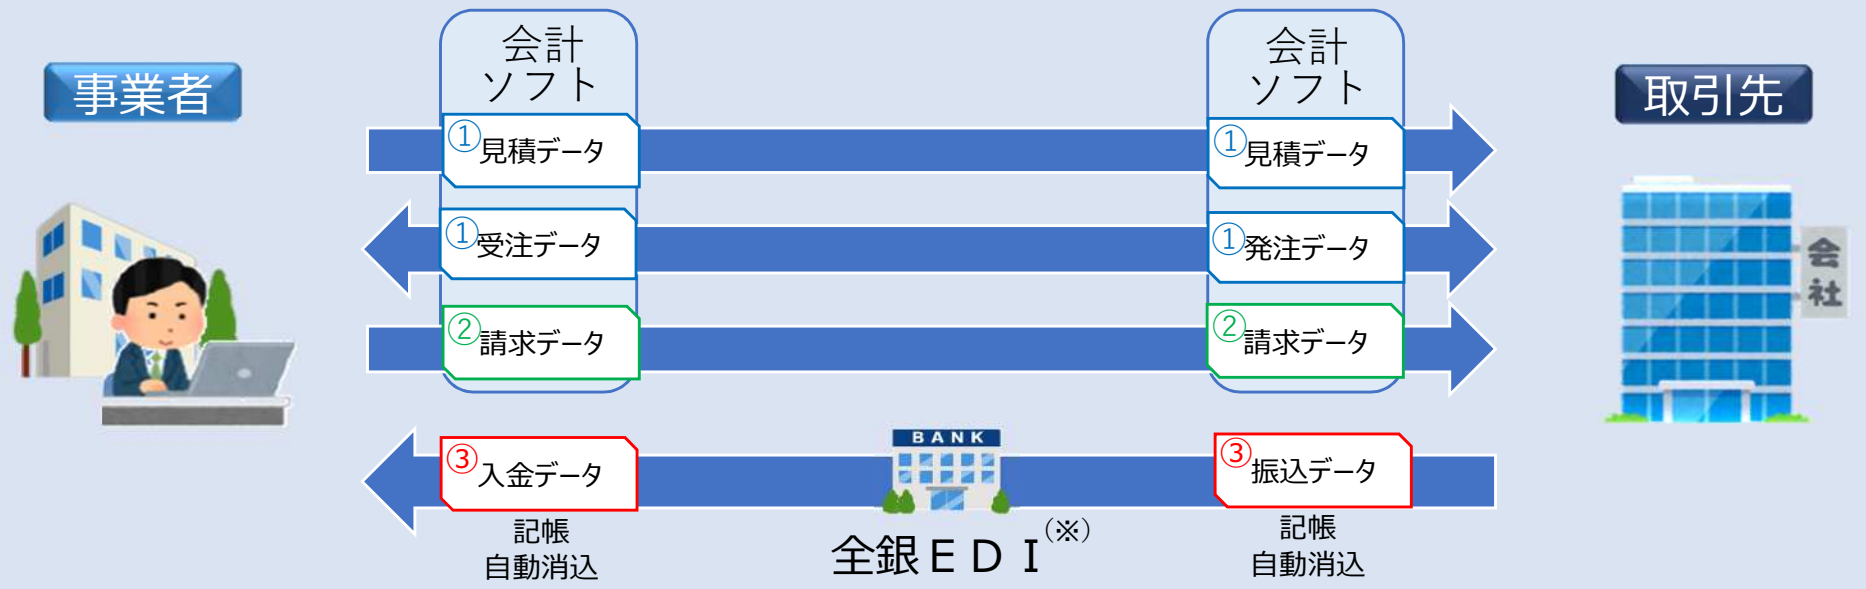 事業者
会計
ソフト
会計
ソフト
取引先
①見積データ
①見積データ
①受注データ
①発注データ
会社
②請求データ
②請求データ
BANK
③入金データ
③振込データ
記帳
自動消込
全銀ＥＤＩ（※）
記帳
自動消込